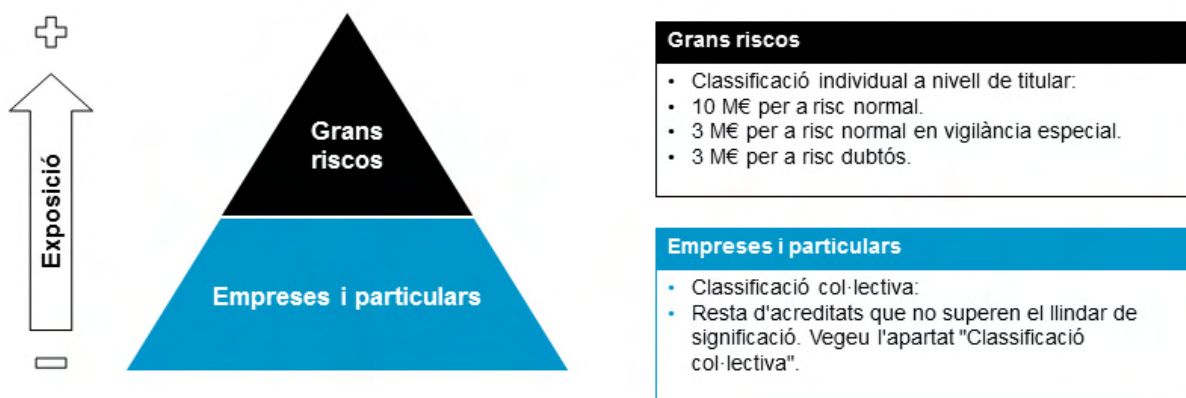 Exposició
Grans
riscos
Empreses i particulars
Grans riscos
• Classificació individual a nivell de titular:
• 10 M€ per a risc normal.
• 3 M€ per a risc normal en vigilància especial.
• 3 M€ per a risc dubtós.
Empreses i particulars
• Classificació col·lectiva:
• Resta d'acreditats que no superen el llindar de
significació. Vegeu l'apartat "Classificació
col·lectiva".